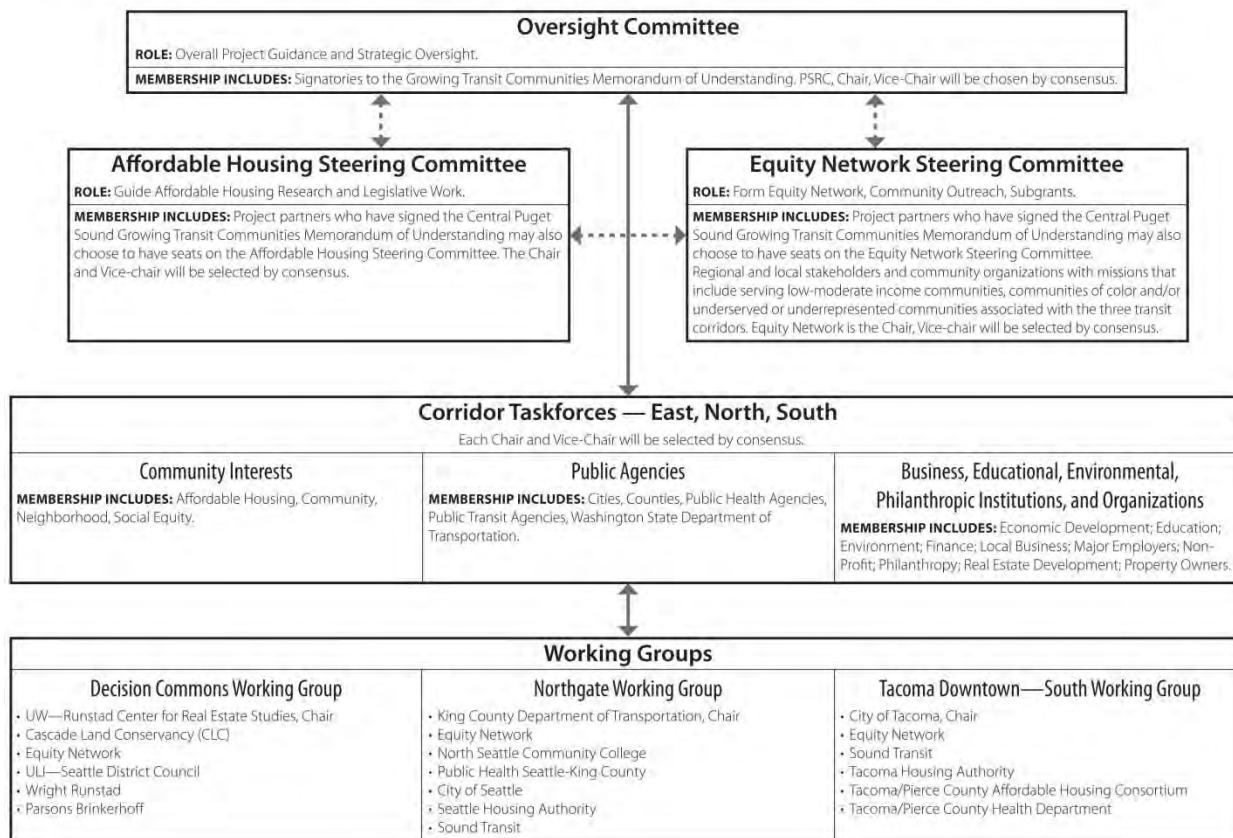 Oversight Committee
ROLE: Overall Project Guidance and Strategic Oversight.
MEMBERSHIP INCLUDES: Signatories to the Growing Transit Communities Memorandum of Understanding. PSRC, Chair, Vice-Chair will be chosen by consensus.
Affordable Housing Steering Committee
ROLE: Guide Affordable Housing Research and Legislative Work.
MEMBERSHIP INCLUDES: Project partners who have signed the Central Puget
Sound Growing Transit Communities Memorandum of Understanding may also
choose to have seats on the Affordable Housing Steering Committee. The Chair
and Vice-chair will be selected by consensus.
Equity Network Steering Committee
ROLE: Form Equity Network, Community Outreach, Subgrants.
MEMBERSHIP INCLUDES: Project partners who have signed the Central Puget
Sound Growing Transit Communities Memorandum of Understanding may also
choose to have seats on the Equity Network Steering Committee.
Regional and local stakeholders and community organizations with missions that
include serving low-moderate income communities, communities of color and/or
underserved or underrepresented communities associated with the three transit
corridors. Equity Network is the Chair, Vice-chair will be selected by consensus.
Corridor Taskforces — East, North, South
Each Chair and Vice-Chair will be selected by consensus.
Community Interests
MEMBERSHIP INCLUDES: Affordable Housing, Community,
Neighborhood, Social Equity.
Public Agencies
MEMBERSHIP INCLUDES: Cities, Counties, Public Health Agencies,
Public Transit Agencies, Washington State Department of
Transportation.
Business, Educational, Environmental,
Philanthropic Institutions, and Organizations
MEMBERSHIP INCLUDES: Economic Development; Education;
Environment; Finance; Local Business; Major Employers; Non-
Profit; Philanthropy; Real Estate Development; Property Owners.
Working Groups
Decision Commons Working Group
• UW—Runstad Center for Real Estate Studies, Chair
• Cascade Land Conservancy (CLC)
• Equity Network
• ULI—Seattle District Council
• Wright Runstad
• Parsons Brinkerhoff
Northgate Working Group
• King County Department of Transportation, Chair
• Equity Network
• North Seattle Community College
• Public Health Seattle-King County
• City of Seattle
• Seattle Housing Authority
• Sound Transit
Tacoma Downtown—South Working Group
• City of Tacoma, Chair
• Equity Network
• Sound Transit
• Tacoma Housing Authority
• Tacoma/Pierce County Affordable Housing Consortium
• Tacoma/Pierce County Health Department